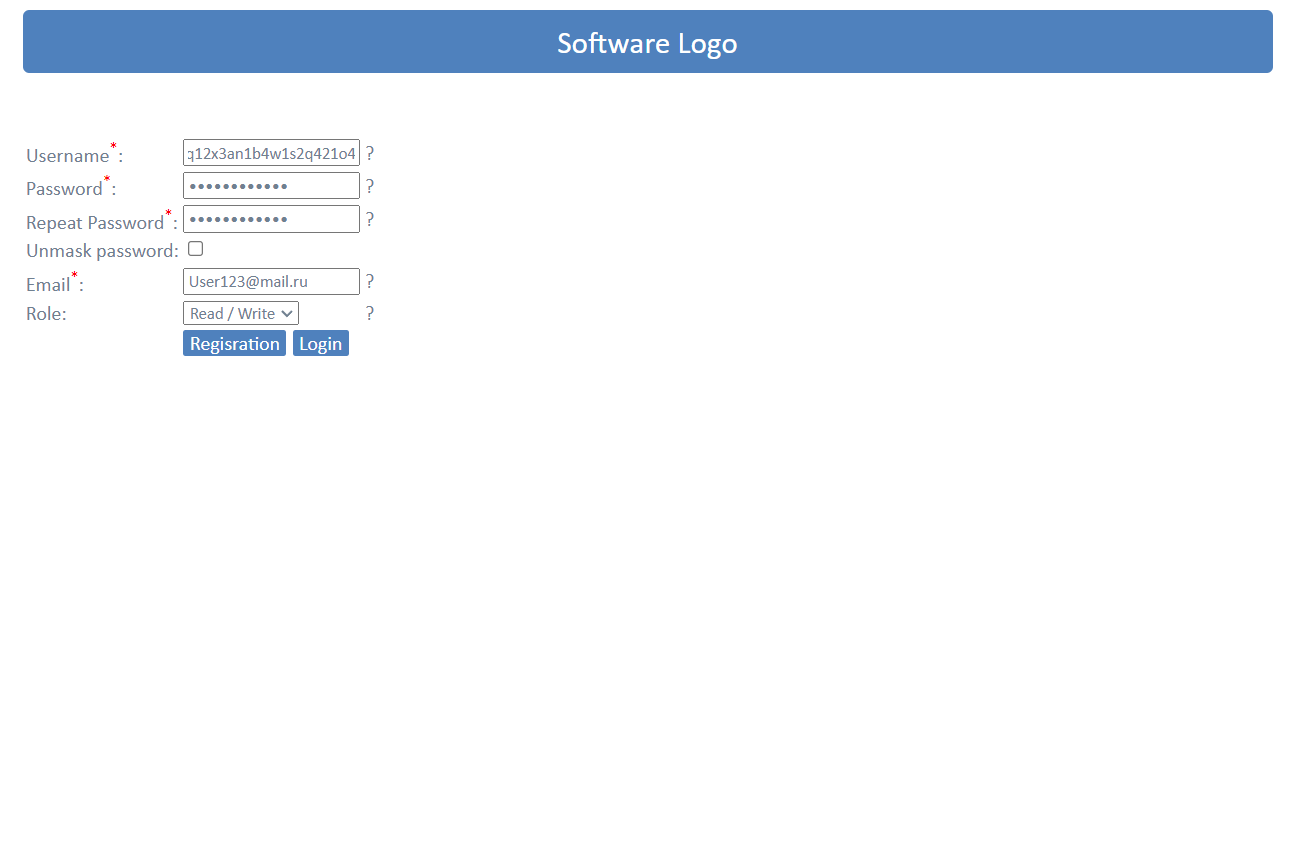 Software Logo
Username*: q12x3an1b4w1s2q421o4 ?
Password*: •••••••••••• ?
Repeat Password*: •••••••••••• ?
Unmask password:
Email*: User123@mail.ru ?
Role: Read / Write ?
Regisration Login